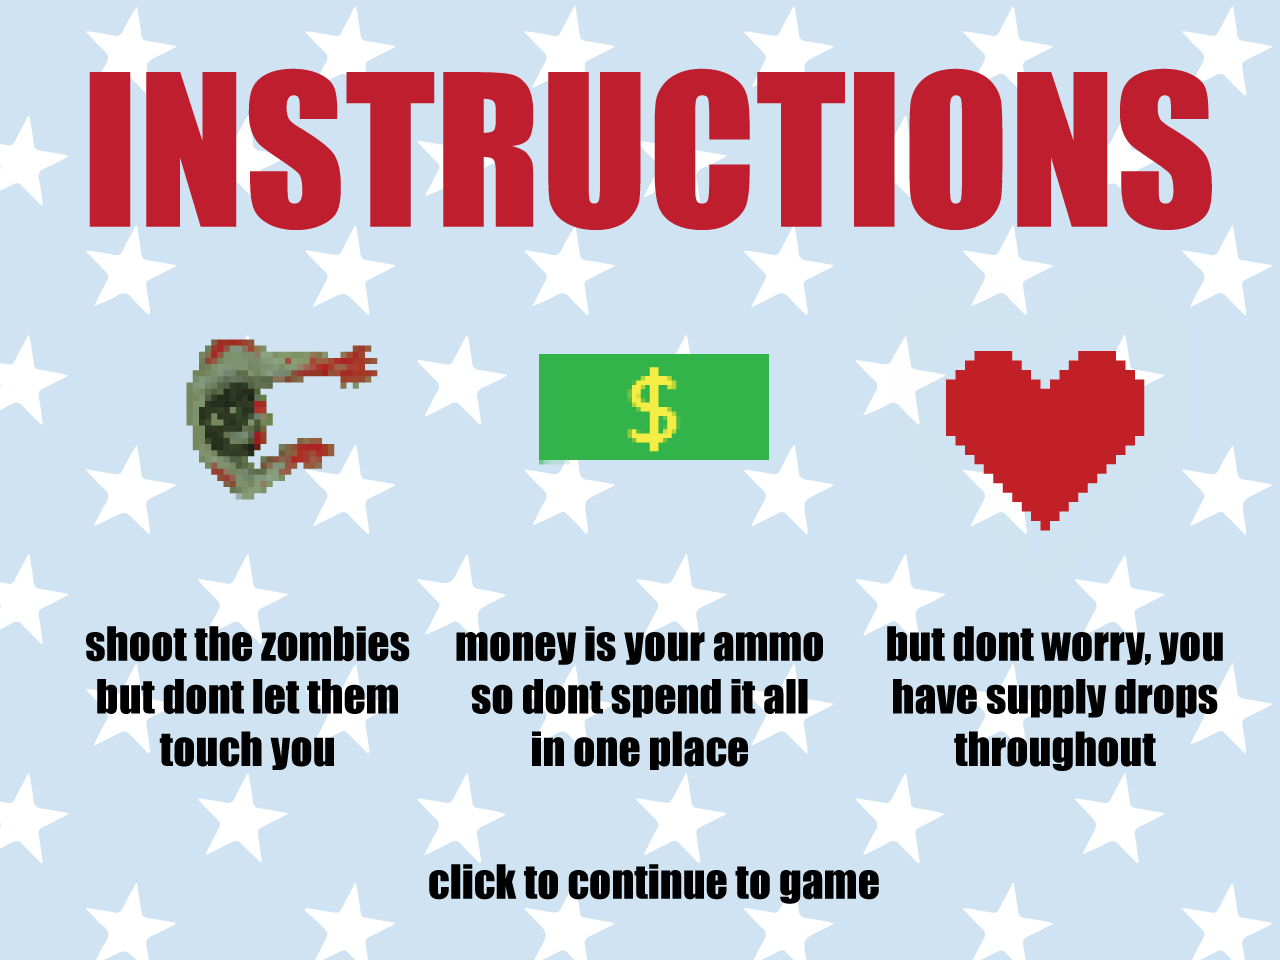 INSTRUCTIONS
$
shoot the zombies
but dont let them
touch you
money is your ammo
so dont spend it all
in one place
but dont worry, you
have supply drops
throughout
click to continue to game